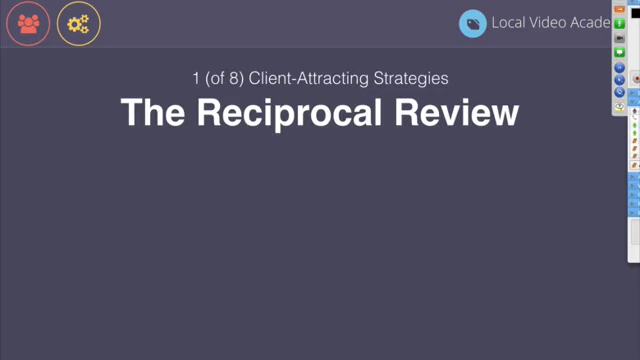 Local Video Acade
1 (of 8) Client-Attracting Strategies
The Reciprocal Review